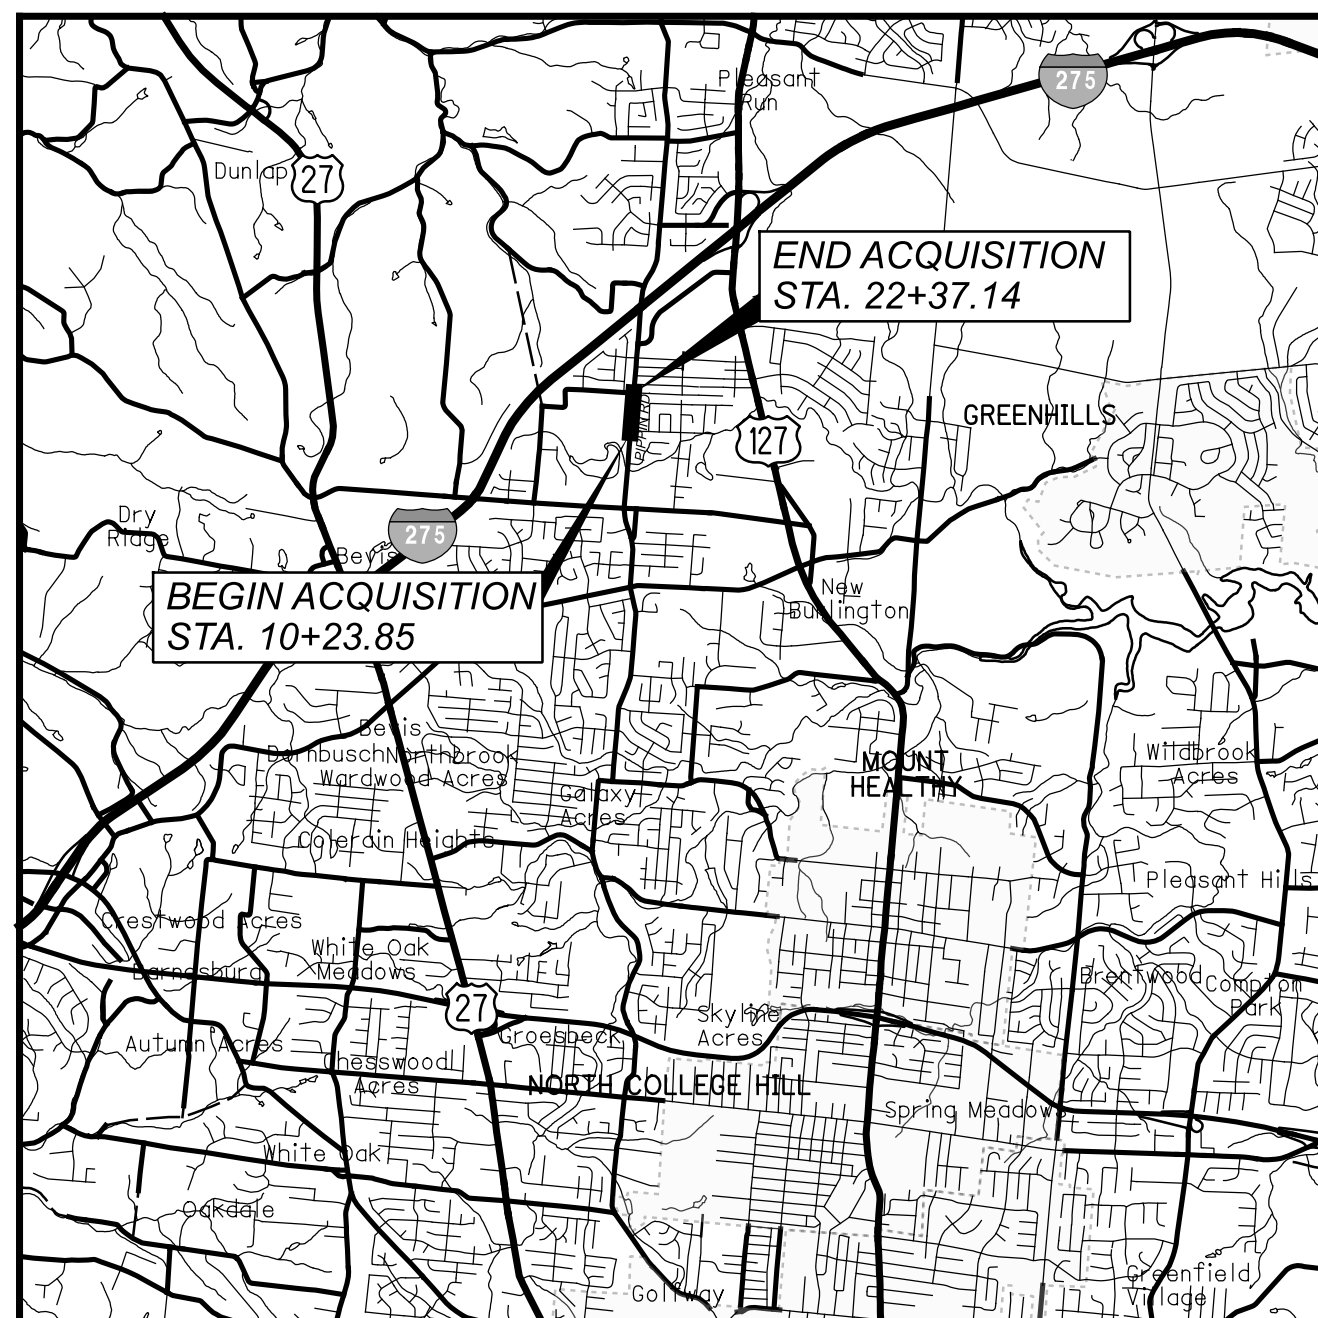 275
Pleasant
Run
Dunlap
27
END ACQUISITION
STA. 22+37.14
PIPPIN RD
GREENHILLS
127
Dry
Ridge
275
Bevis
BEGIN ACQUISITION
STA. 10+23.85
New
Burlington
Bevis
Dornbusch
Northbrook
Wardwood Acres
MOUNT
HEALTHY
Wildbrook
Acres
Galaxy
Acres
Colerain Heights
Pleasant Hills
Crestwood Acres
White Oak
Meadows
Barnesburg
Brentwood
Compton
Park
27
Skyline
Acres
Groesbeck
Autumn Acres
Chesswood
Acres
NORTH COLLEGE HILL
Spring Meadows
White Oak
Oakdale
Greenfield
Village
Golfway